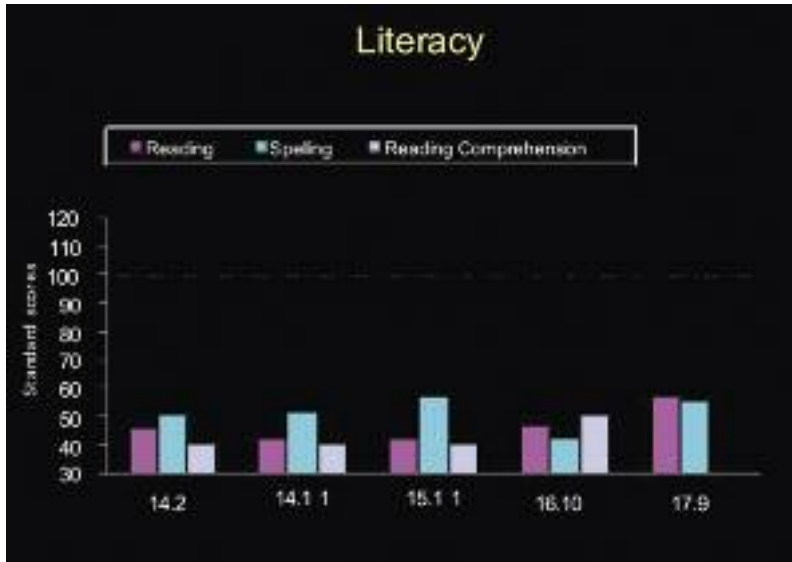 Literacy
Reading Spelling Reading Comprehension
120
110
100
90
80
70
60
50
40
30
Standard scores
14.2 14.1 1 15.1 1 16.10 17.9